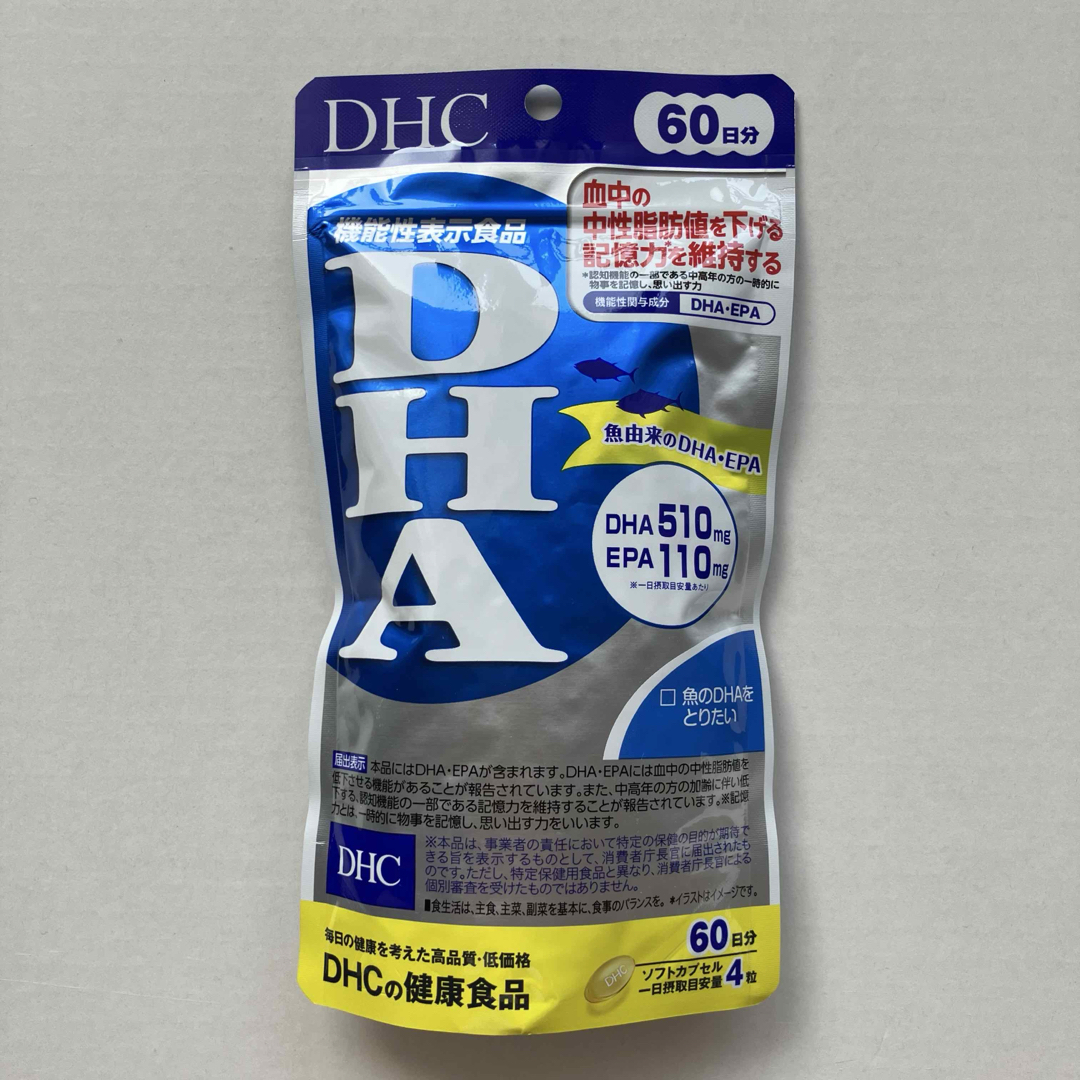 DHC
60日分
機能性表示食品
血中の
中性脂肪値を下げる
記憶力*を維持する
*認知機能の一部である中高年の方の一時的に
物事を記憶し、思い出す力
機能性関与成分 DHA・EPA
DHA
魚由来のDHA・EPA
DHA 510mg
EPA 110mg
※一日摂取目安量あたり
□ 魚のDHAを
とりたい
届出表示 本品にはDHA・EPAが含まれます。DHA・EPAには血中の中性脂肪値を
低下させる機能があることが報告されています。また、中高年の方の加齢に伴い低
下する、認知機能の一部である記憶力を維持することが報告されています。※記憶
力とは、一時的に物事を記憶し、思い出す力をいいます。
DHC
※本品は、事業者の責任において特定の保健の目的が期待で
きる旨を表示するものとして、消費者庁長官に届出されたも
のです。ただし、特定保健用食品と異なり、消費者庁長官による
個別審査を受けたものではありません。
■食生活は、主食、主菜、副菜を基本に、食事のバランスを。 *イラストはイメージです。
毎日の健康を考えた高品質・低価格
DHCの健康食品
DHC
60日分
ソフトカプセル
一日摂取目安量 4粒